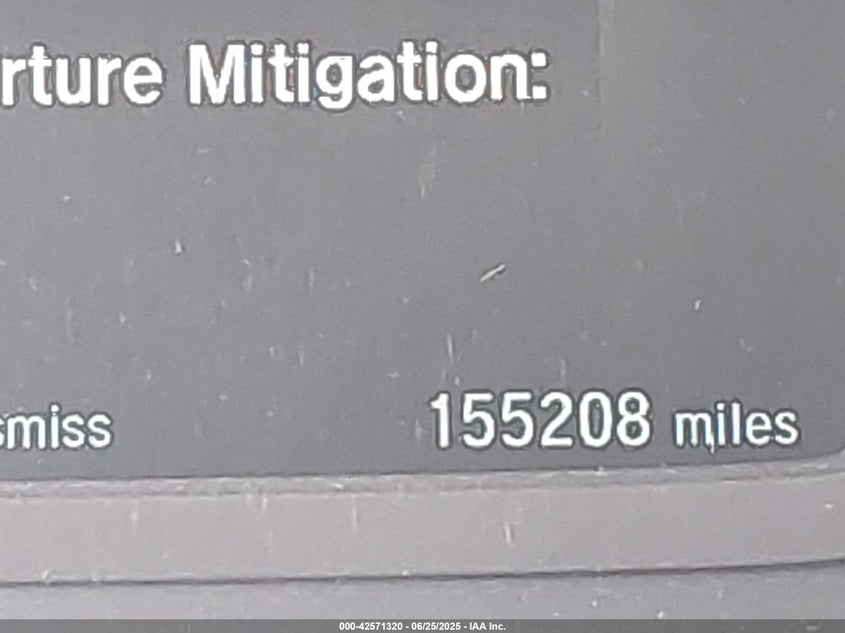 rture Mitigation:
smiss 155208 miles
000-42571320 - 06/25/2025 - IAA Inc.